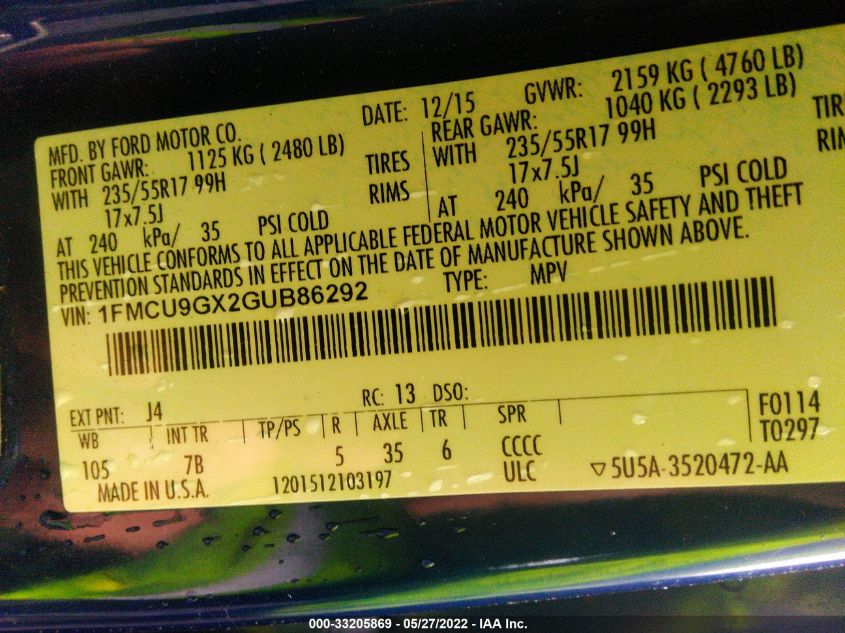 MFD. BY FORD MOTOR CO. DATE: 12/15 GVWR: 2159 KG ( 4760 LB)
FRONT GAWR: 1125 KG ( 2480 LB) REAR GAWR: 1040 KG ( 2293 LB)
WITH 235/55R17 99H TIRES WITH 235/55R17 99H TIRE
17x7.5J RIMS 17x7.5J RIM
AT 240 kPa/ 35 PSI COLD AT 240 kPa/ 35 PSI COLD
THIS VEHICLE CONFORMS TO ALL APPLICABLE FEDERAL MOTOR VEHICLE SAFETY AND THEFT
PREVENTION STANDARDS IN EFFECT ON THE DATE OF MANUFACTURE SHOWN ABOVE.
VIN: 1FMCU9GX2GUB86292 TYPE: MPV
EXT PNT: J4 RC: 13 DSO:
WB INT TR TP/PS R AXLE TR SPR
105 7B 5 35 6 CCCC
ULC
F0114
T0297
MADE IN U.S.A. 1201512103197 5U5A-3520472-AA
000-33205869 / 05/27/2022 - IAA Inc.